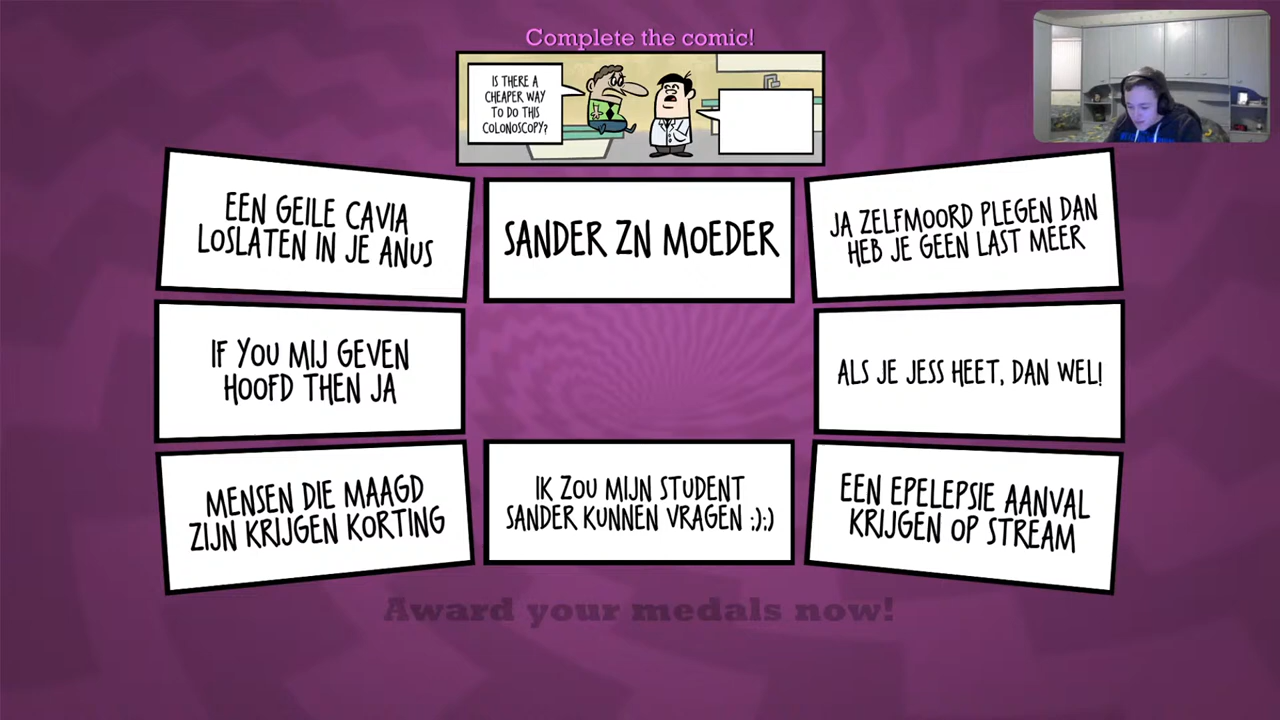 Complete the comic!
IS THERE A
CHEAPER WAY
TO DO THIS
COLONOSCOPY?
EEN GEILE CAVIA
LOSLATEN IN JE ANUS
SANDER ZN MOEDER
JA ZELFMOORD PLEGEN DAN
HEB JE GEEN LAST MEER
IF YOU MIJ GEVEN
HOOFD THEN JA
ALS JE JESS HEET, DAN WEL!
MENSEN DIE MAAGD
ZIJN KRIJGEN KORTING
IK ZOU MIJN STUDENT
SANDER KUNNEN VRAGEN :):)
EEN EPELEPSIE AANVAL
KRIJGEN OP STREAM
Award your medals now!